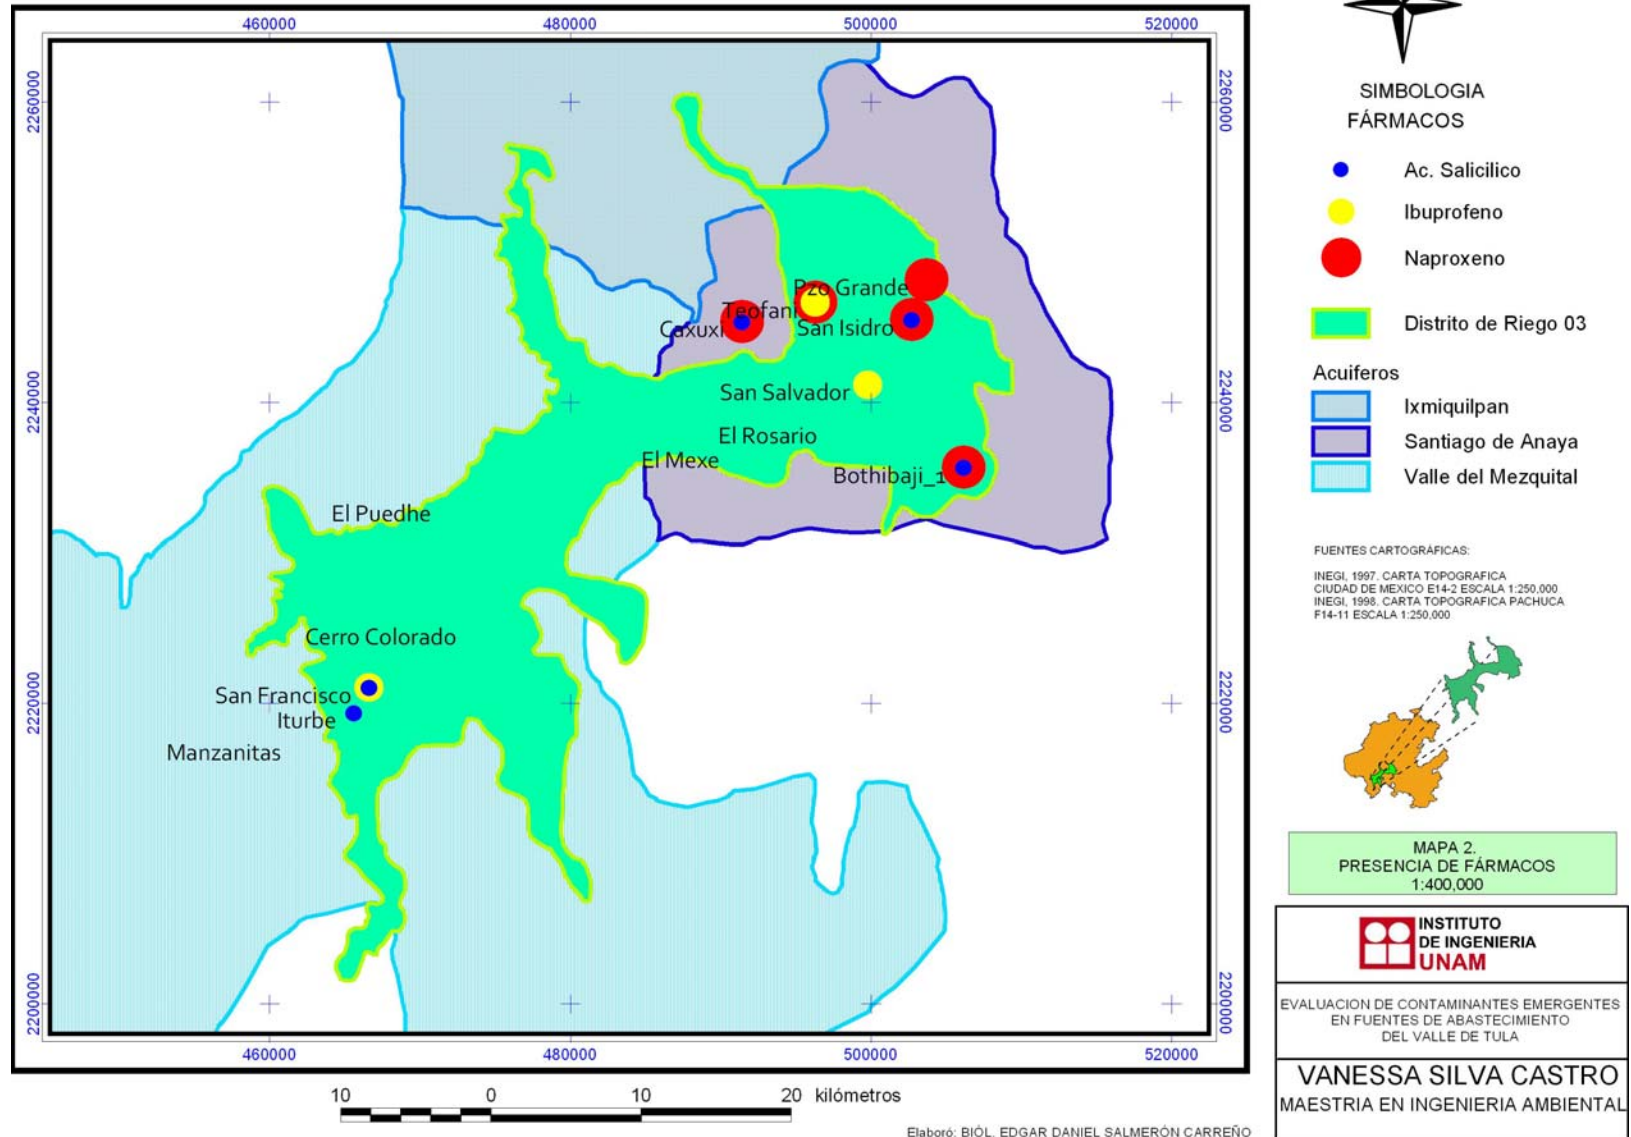 460000
480000
500000
520000
2260000
2240000
2220000
2200000
2260000
2240000
2220000
2200000
Pzo Grande
Teofani
Caxuxi
San Isidro
San Salvador
El Rosario
El Mexe
Bothibaji_1
El Puedhe
Cerro Colorado
San Francisco
Iturbe
Manzanitas
460000
480000
500000
520000
10 0 10 20 kilómetros
Elaboró: BIÓL. EDGAR DANIEL SALMERÓN CARREÑO
SIMBOLOGIA
FÁRMACOS
Ac. Salicilico
Ibuprofeno
Naproxeno
Distrito de Riego 03
Acuiferos
Ixmiquilpan
Santiago de Anaya
Valle del Mezquital
FUENTES CARTOGRÁFICAS:
INEGI, 1997. CARTA TOPOGRAFICA
CIUDAD DE MEXICO E14-2 ESCALA 1:250,000
INEGI, 1998. CARTA TOPOGRAFICA PACHUCA
F14-11 ESCALA 1:250,000
MAPA 2.
PRESENCIA DE FÁRMACOS
1:400,000
INSTITUTO
DE INGENIERIA
UNAM
EVALUACION DE CONTAMINANTES EMERGENTES
EN FUENTES DE ABASTECIMIENTO
DEL VALLE DE TULA
VANESSA SILVA CASTRO
MAESTRIA EN INGENIERIA AMBIENTAL